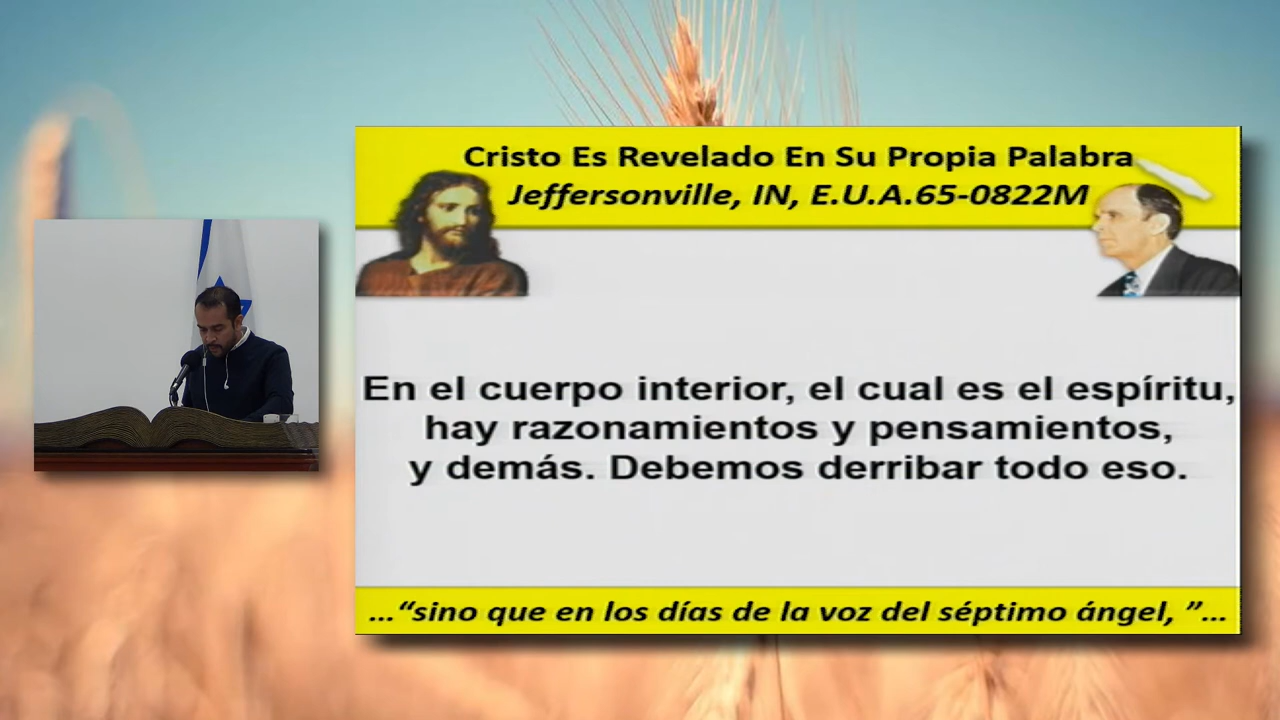 Cristo Es Revelado En Su Propia Palabra
Jeffersonville, IN, E.U.A.65-0822M
En el cuerpo interior, el cual es el espíritu,
hay razonamientos y pensamientos,
y demás. Debemos derribar todo eso.
...“sino que en los días de la voz del séptimo ángel, ”...